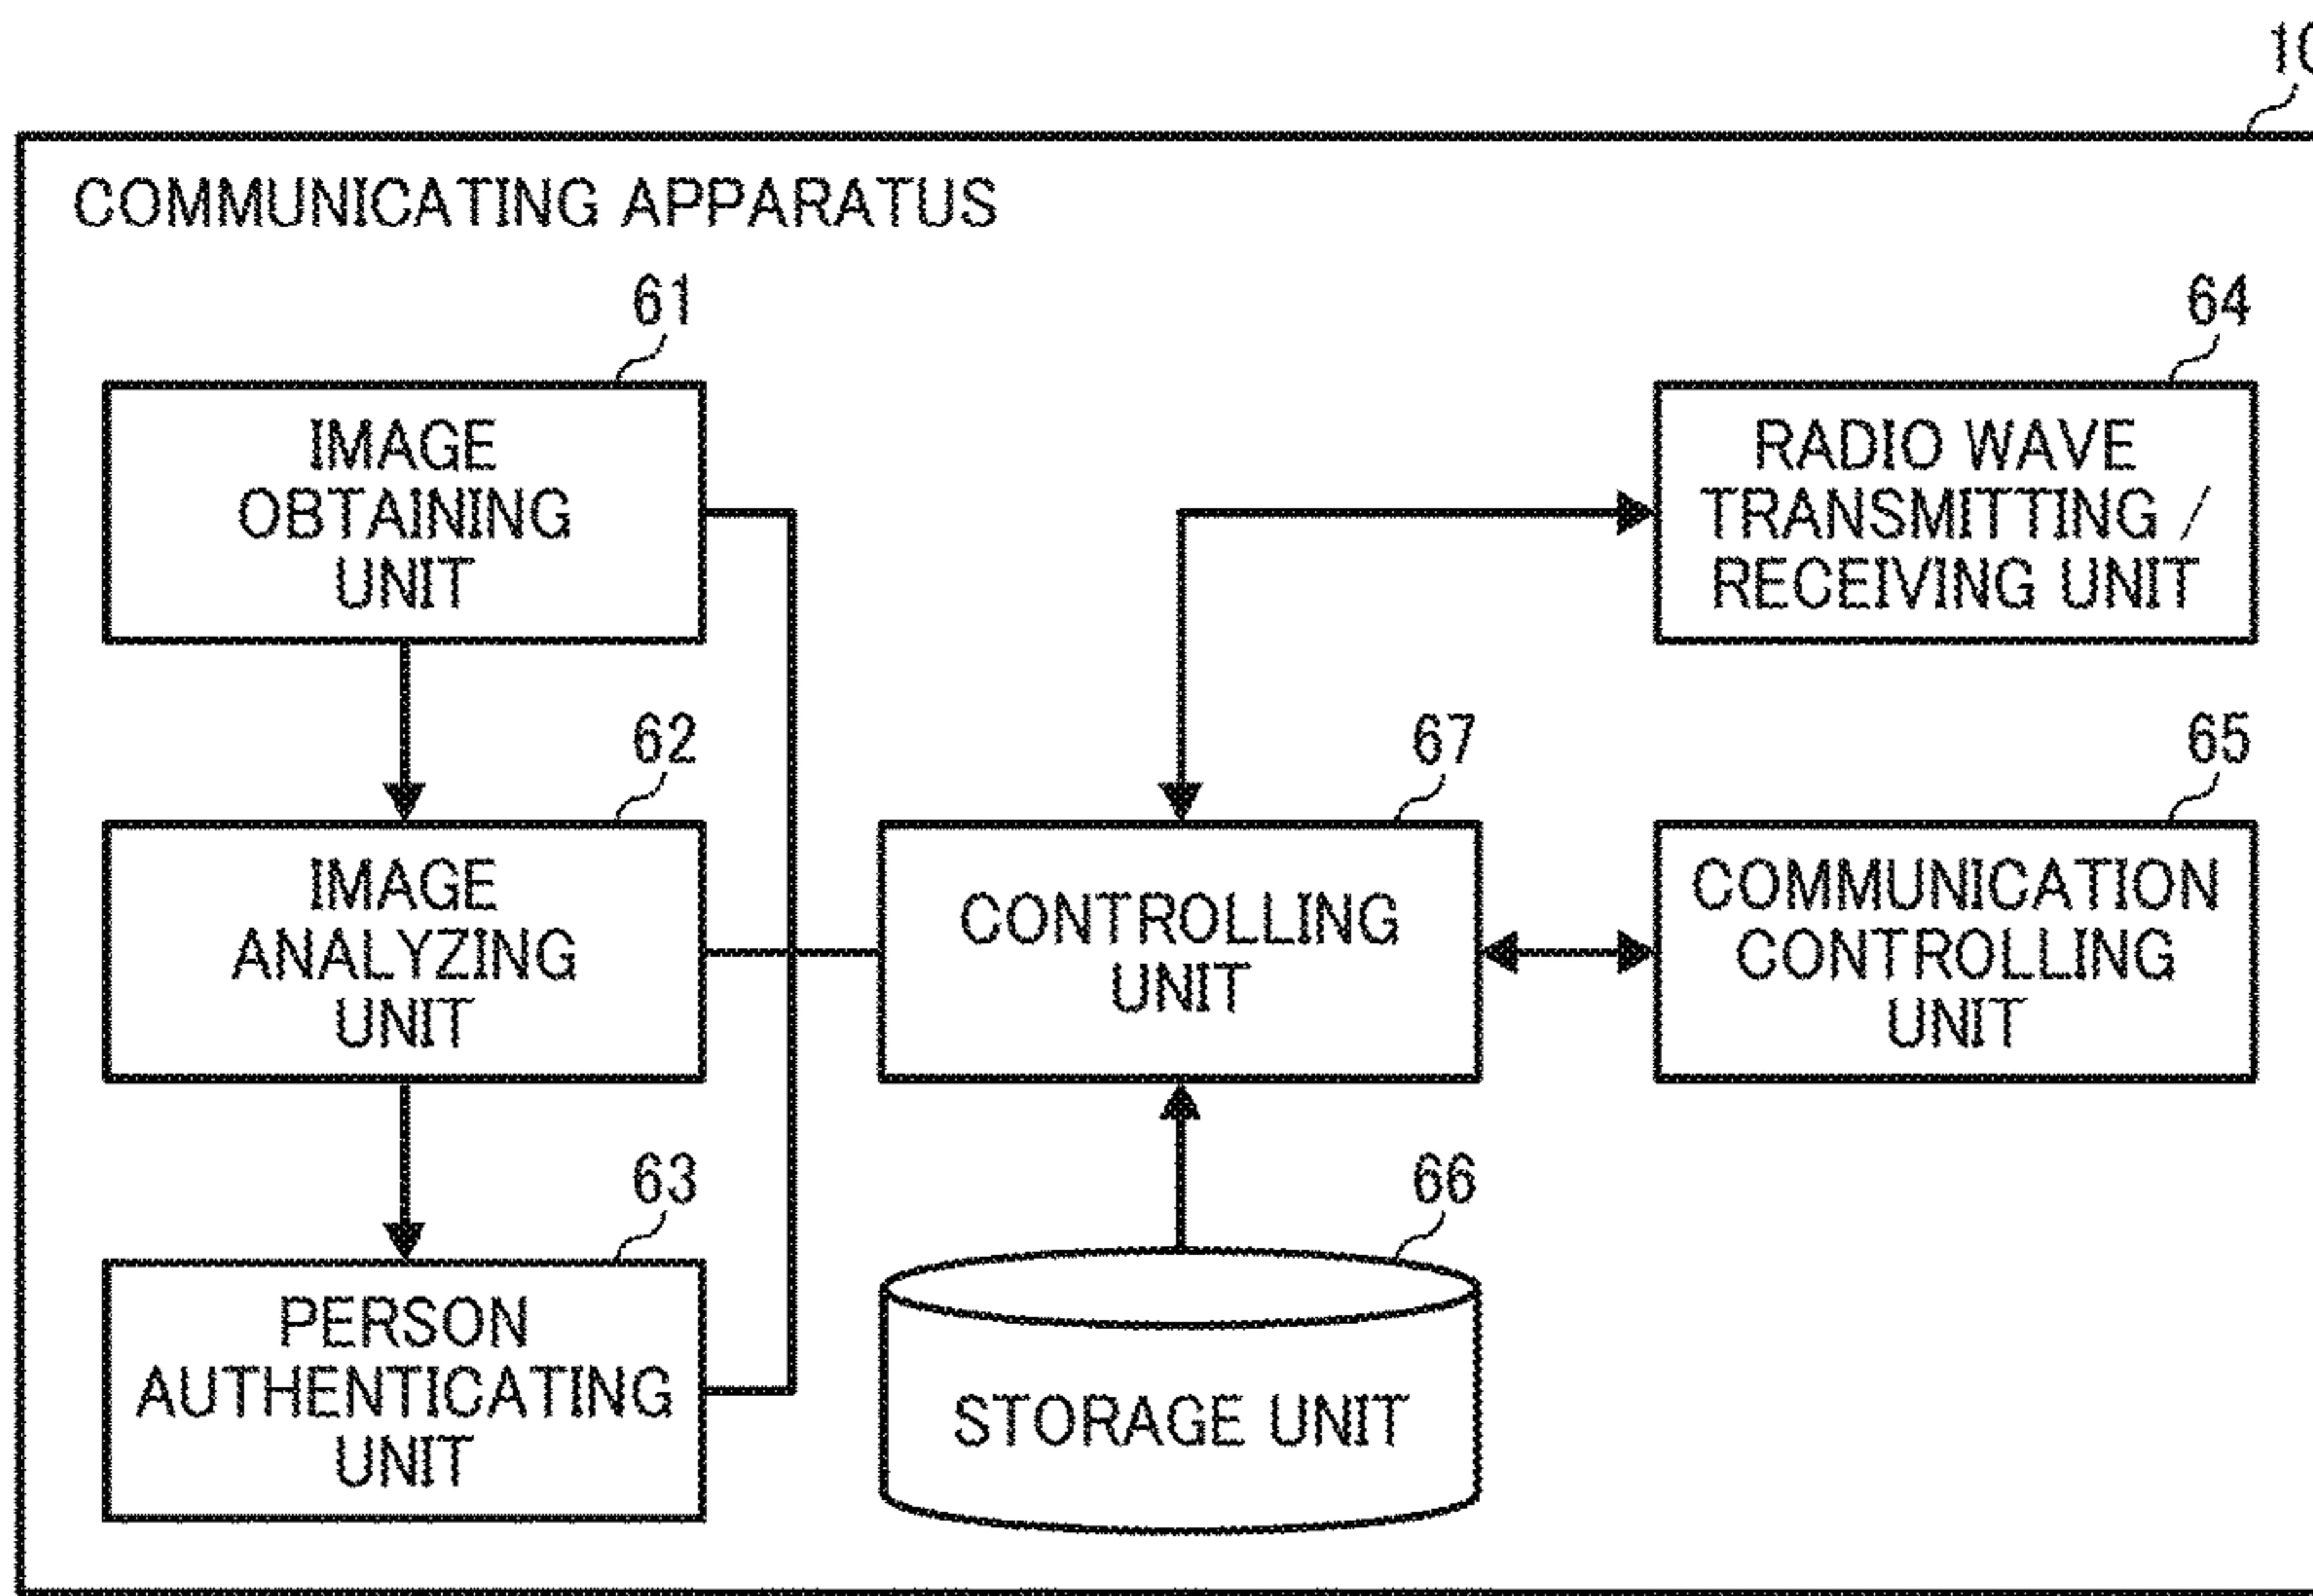 COMMUNICATING APPARATUS
61
IMAGE
OBTAINING
UNIT
64
RADIO WAVE
TRANSMITTING /
RECEIVING UNIT
62
IMAGE
ANALYZING
UNIT
67
CONTROLLING
UNIT
65
COMMUNICATION
CONTROLLING
UNIT
63
PERSON
AUTHENTICATING
UNIT
66
STORAGE UNIT